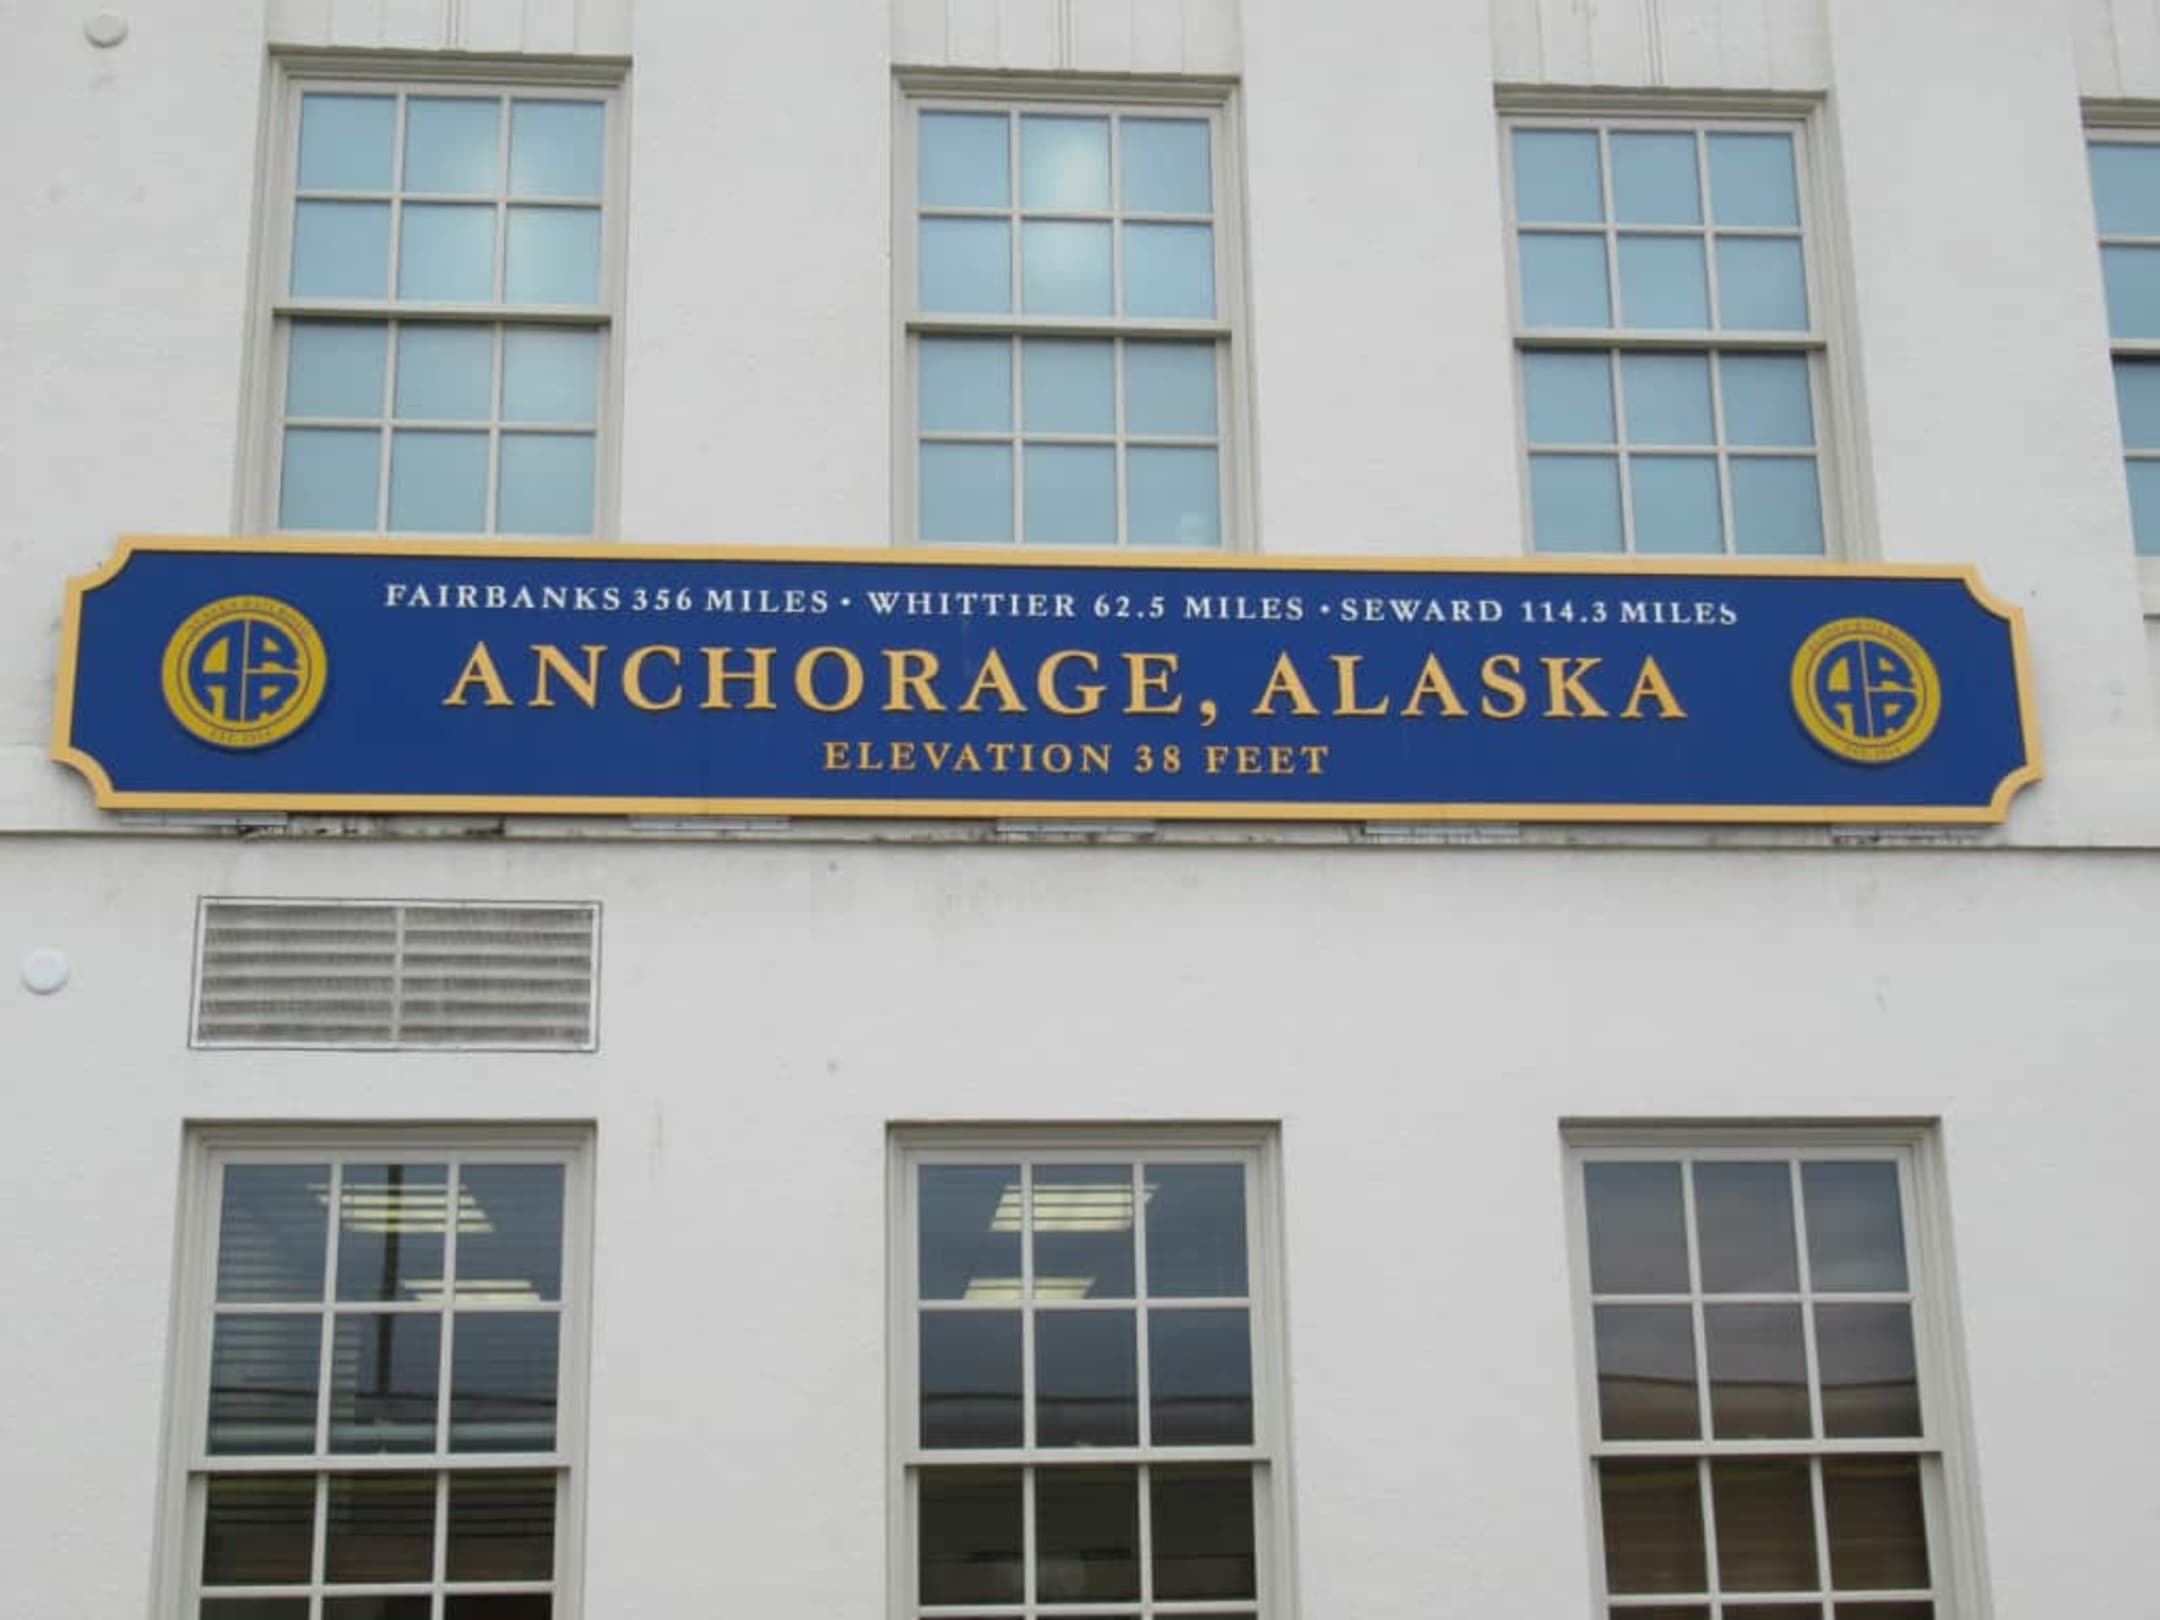 FAIRBANKS 356 MILES • WHITTIER 62.5 MILES • SEWARD 114.3 MILES
ANCHORAGE, ALASKA
ELEVATION 38 FEET